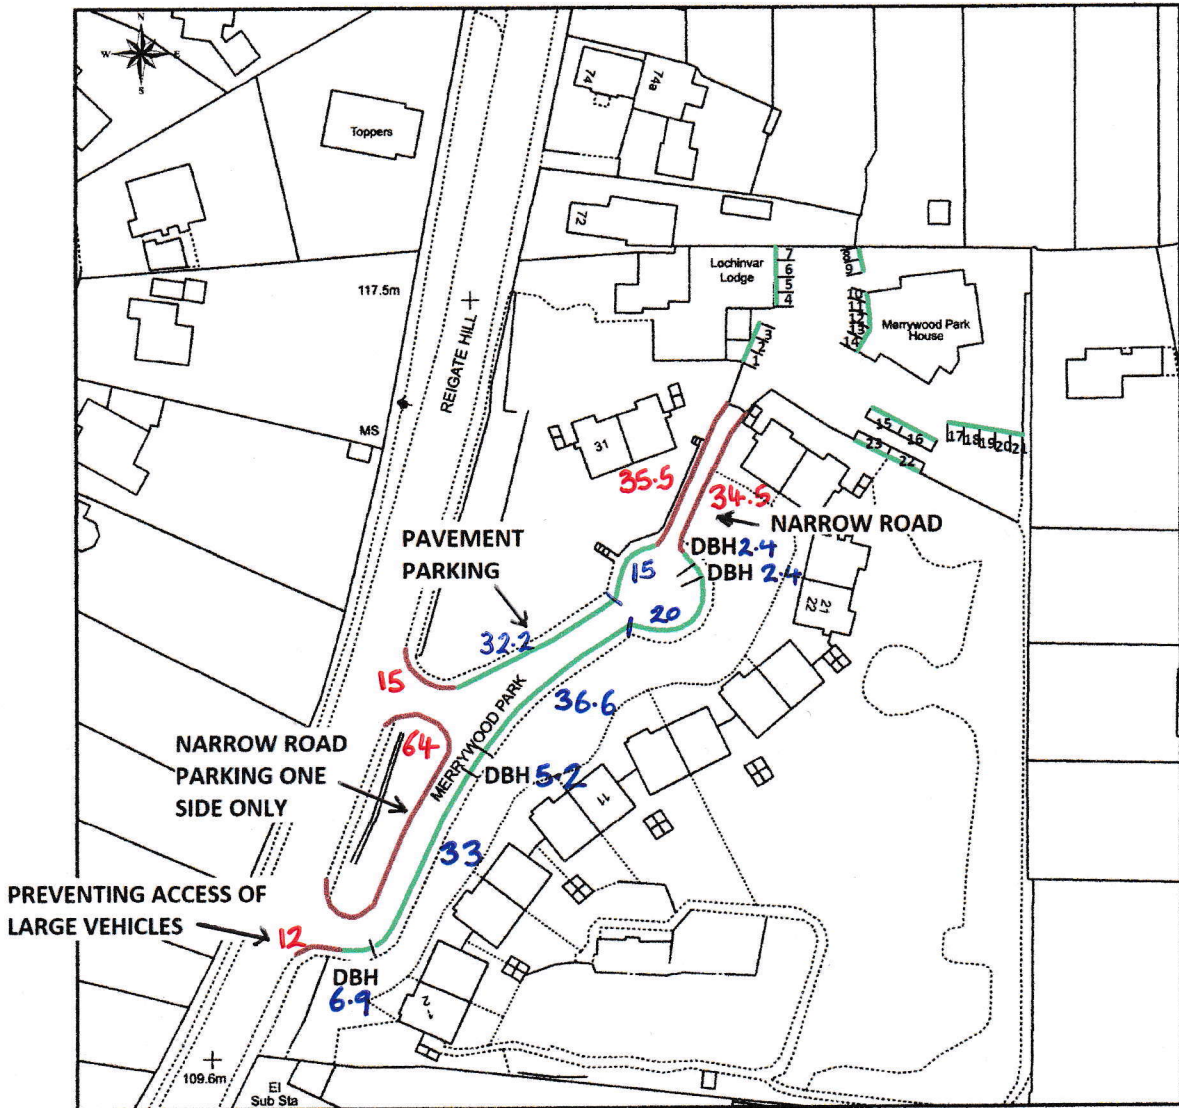 N
W
E
S
74
74a
Toppers
72
Lochinvar
Lodge
7
6
5
4
8
9
10
11
12
13
14
3
2
1
Merrywood Park
House
117.5m
REIGATE HILL
MS
31
15
16
17
18
19
20
21
23
22
35.5
34.5
NARROW ROAD
PAVEMENT
PARKING
DBH 2.4
DBH 2.4
15
20
21
22
32.2
15
36.6
MERRYWOOD PARK
64
NARROW ROAD
PARKING ONE
SIDE ONLY
DBH 5.2
11
33
PREVENTING ACCESS OF
LARGE VEHICLES
12
DBH
6.9
2
109.6m
El
Sub Sta